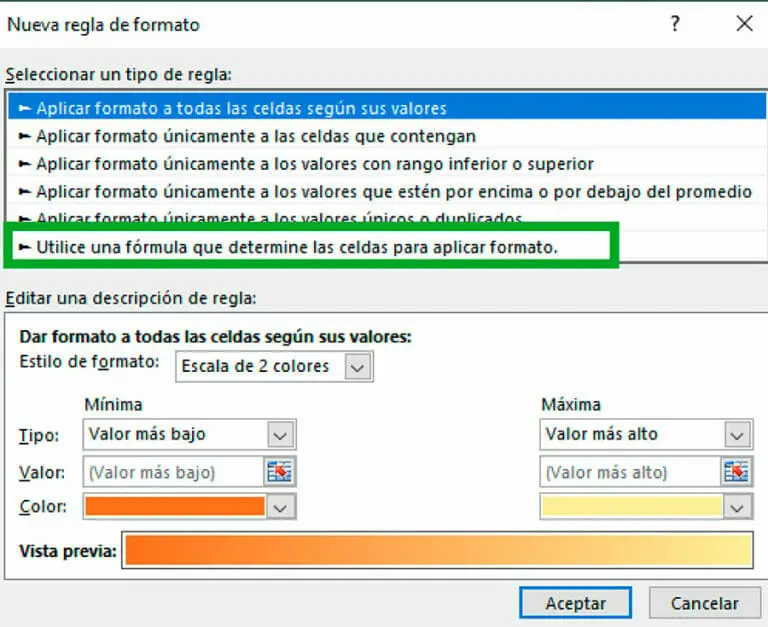 Nueva regla de formato ? X
Seleccionar un tipo de regla:
► Aplicar formato a todas las celdas según sus valores
► Aplicar formato únicamente a las celdas que contengan
► Aplicar formato únicamente a los valores con rango inferior o superior
► Aplicar formato únicamente a los valores que estén por encima o por debajo del promedio
► Aplicar formato únicamente a los valores únicos o duplicados
► Utilice una fórmula que determine las celdas para aplicar formato.
Editar una descripción de regla:
Dar formato a todas las celdas según sus valores:
Estilo de formato: Escala de 2 colores
Mínima Máxima
Tipo: Valor más bajo Valor más alto
Valor: (Valor más bajo) (Valor más alto)
Color:
Vista previa:
Aceptar Cancelar